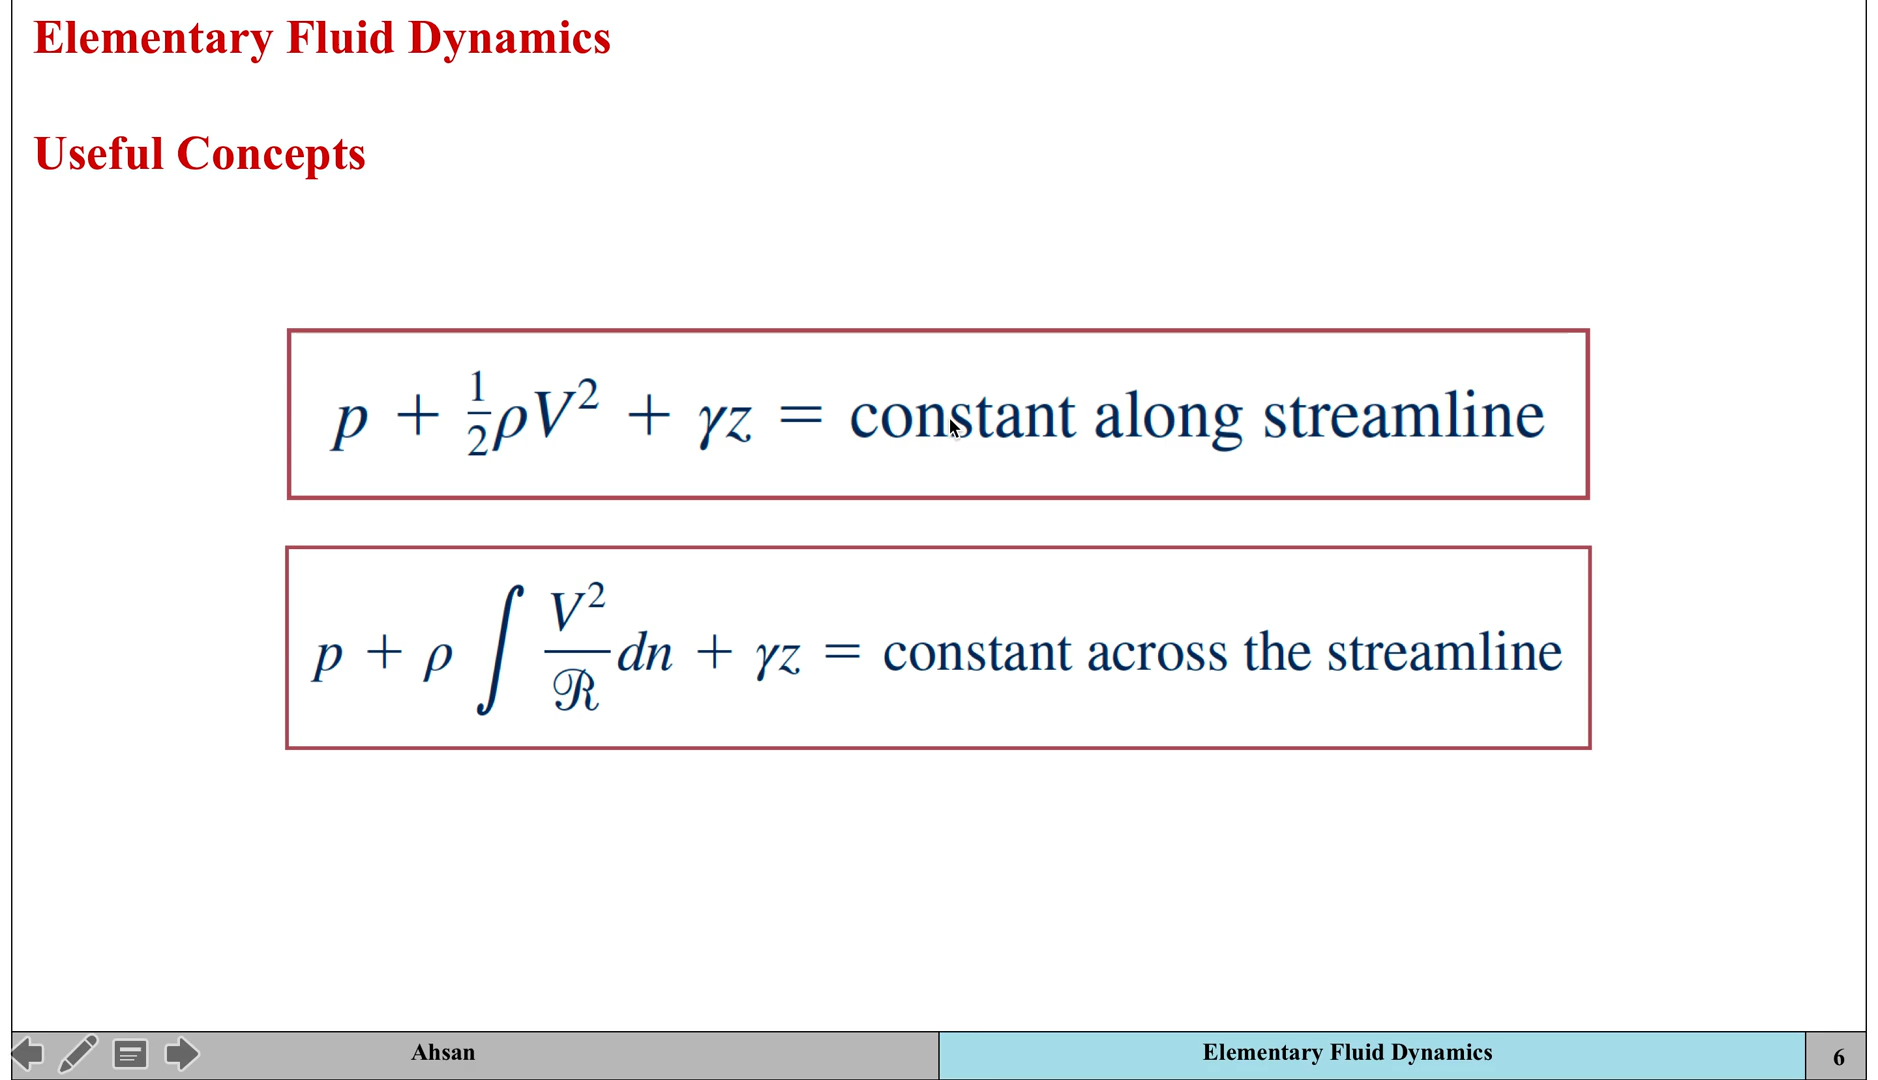 Elementary Fluid Dynamics
Useful Concepts
p + ½ρV² + γz = constant along streamline
p + ρ ∫ V²/ℛ dn + γz = constant across the streamline
Ahsan
Elementary Fluid Dynamics
6